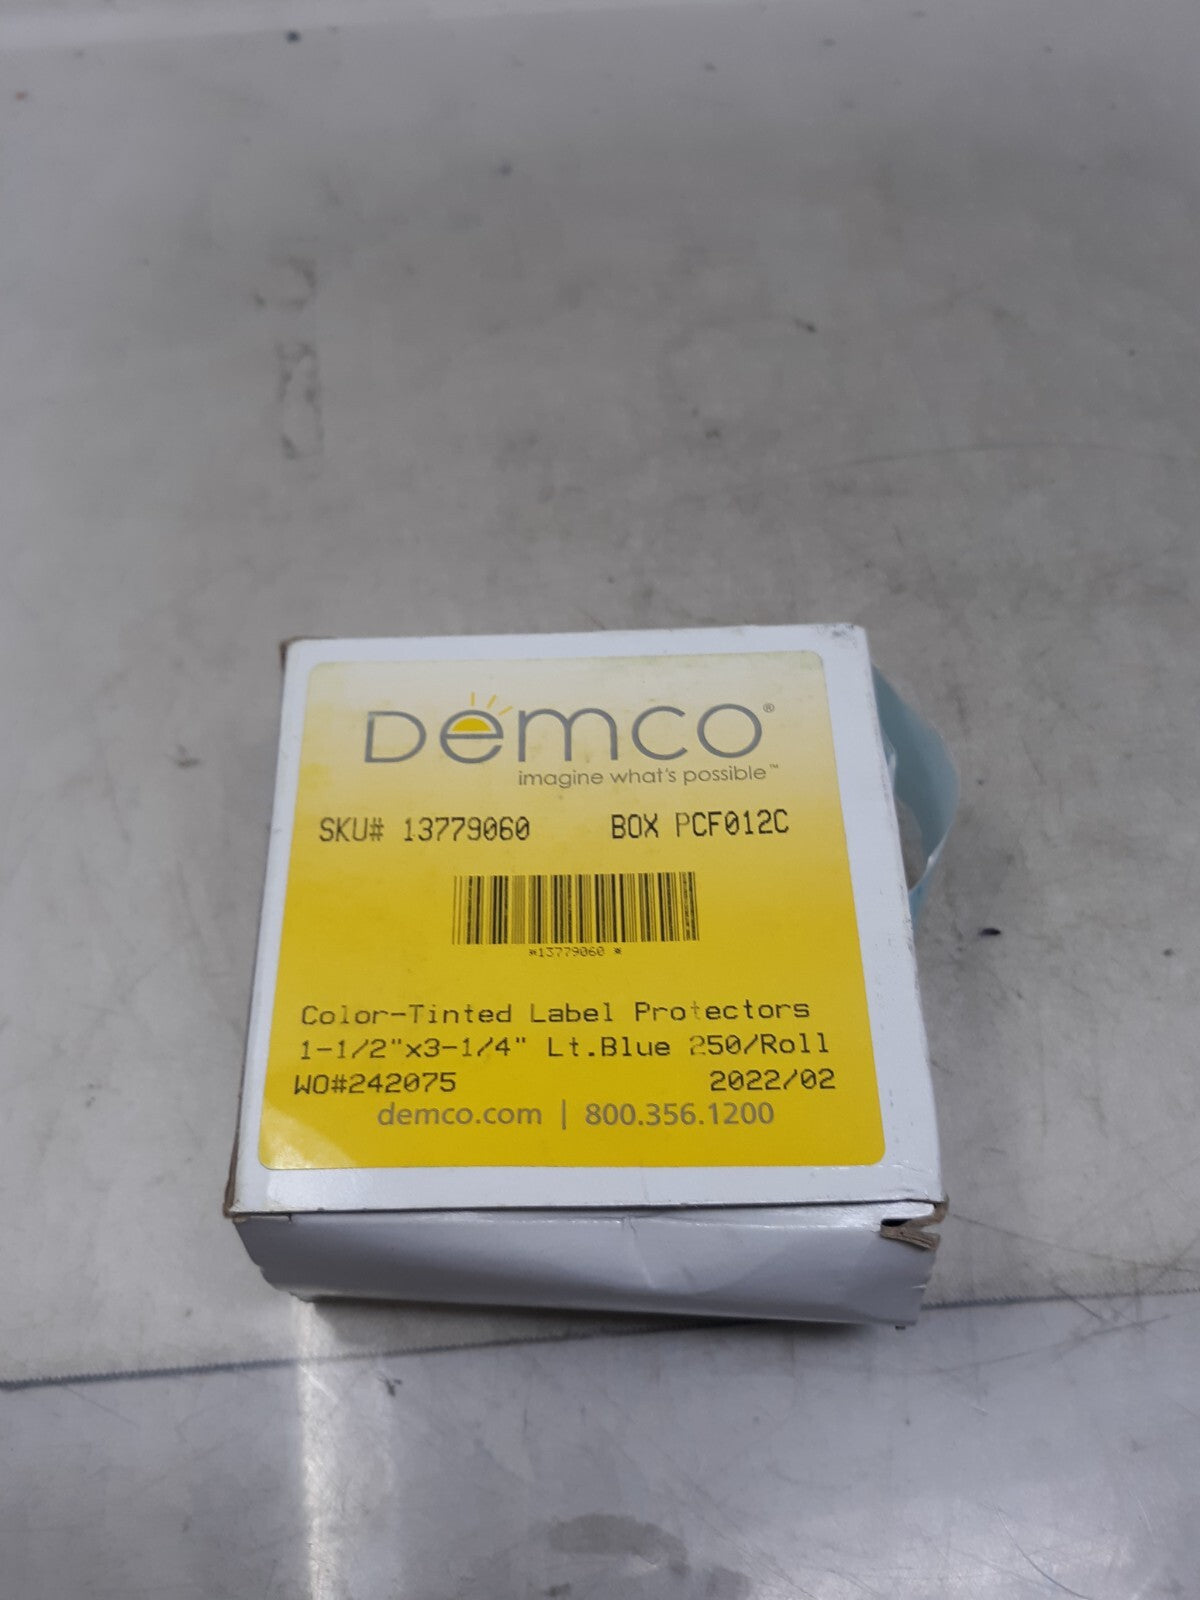 Demco®
imagine what's possible™
SKU# 13779060 BOX PCF012C
*13779060 *
Color-Tinted Label Protectors
1-1/2"x3-1/4" Lt.Blue 250/Roll
WO#242075 2022/02
demco.com | 800.356.1200